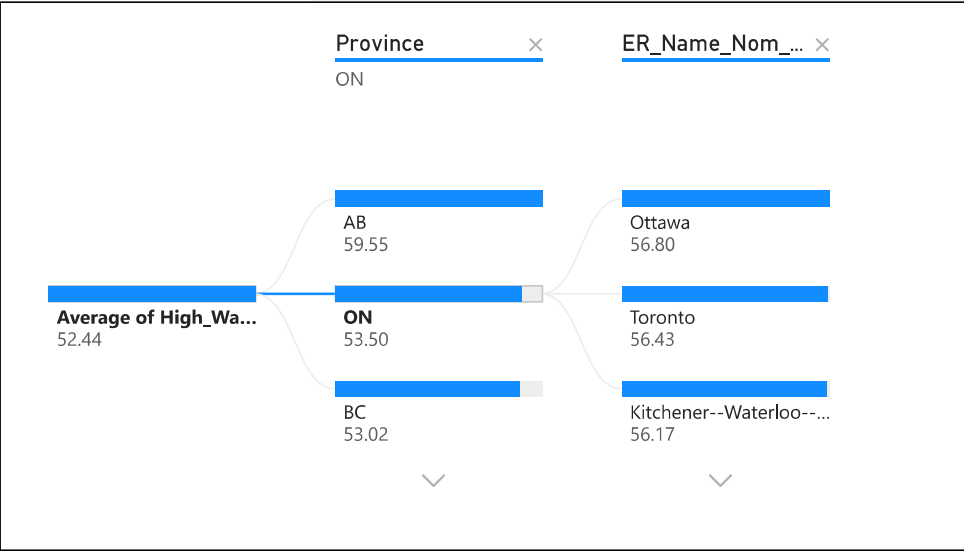 Province
ER_Name_Nom_...
ON
AB
59.55
Ottawa
56.80
Average of High_Wa...
52.44
ON
53.50
Toronto
56.43
BC
53.02
Kitchener--Waterloo--...
56.17